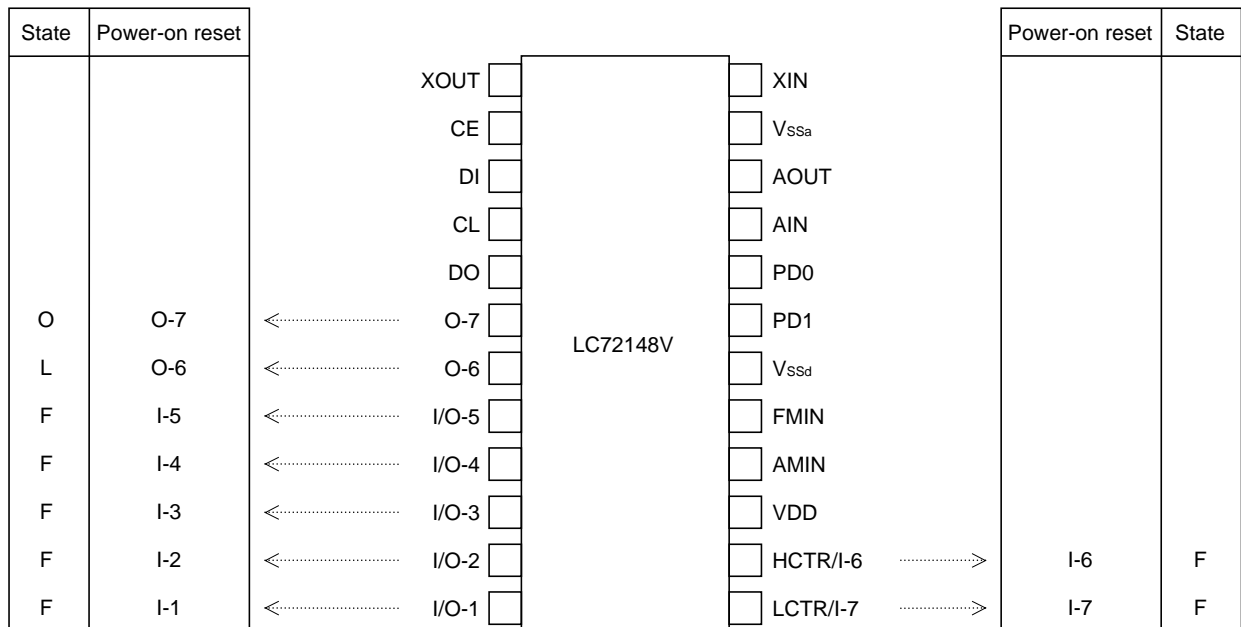 State Power-on reset Power-on reset State
XOUT XIN
CE VSSa
DI AOUT
CL AIN
DO PD0
O O-7 O-7 PD1
LC72148V
L O-6 O-6 VSSd
F I-5 I/O-5 FMIN
F I-4 I/O-4 AMIN
F I-3 I/O-3 VDD
F I-2 I/O-2 HCTR/I-6 I-6 F
F I-1 I/O-1 LCTR/I-7 I-7 F